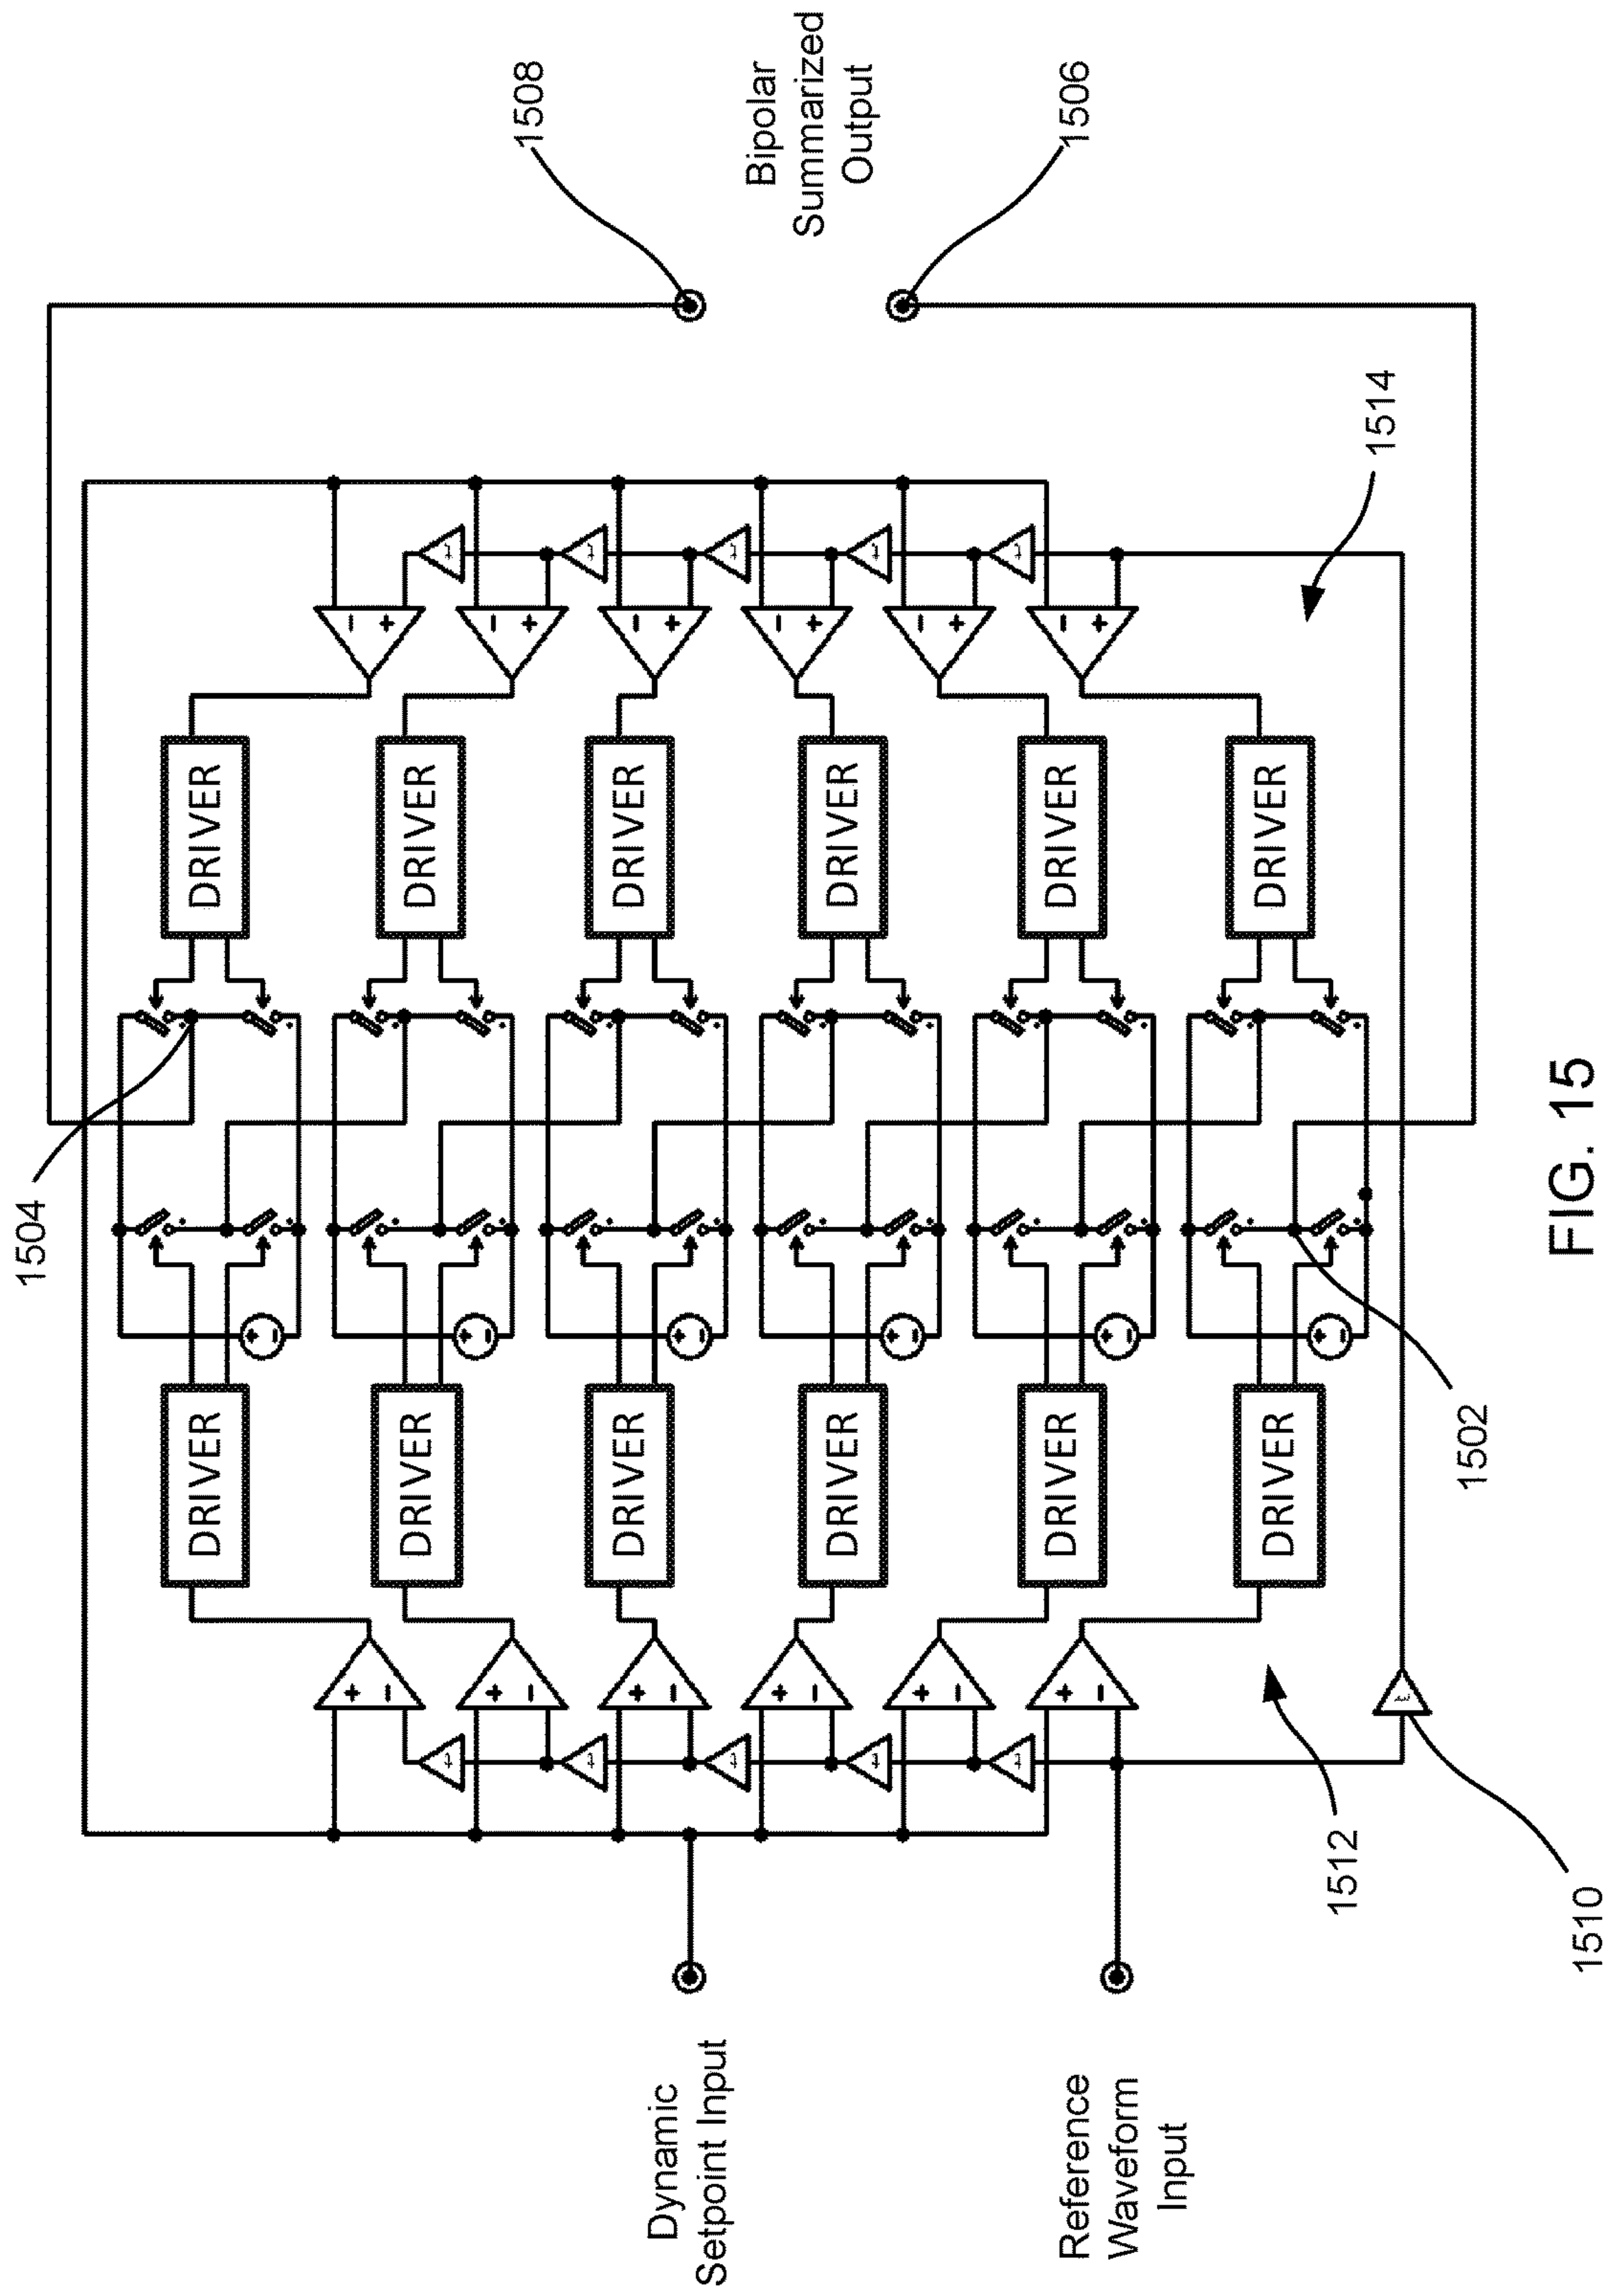 1504
1508
Bipolar
Summarized
Output
1506
DRIVER
DRIVER
DRIVER
DRIVER
DRIVER
DRIVER
DRIVER
DRIVER
DRIVER
DRIVER
DRIVER
DRIVER
+
-
+
-
+
-
+
-
+
-
+
-
-
+
-
+
-
+
-
+
-
+
-
+
+
-
+
-
+
-
+
-
+
-
+
-
t
t
t
t
t
t
t
t
t
t
Dynamic
Setpoint Input
Reference
Waveform
Input
1512
1510
1502
1514
FIG. 15